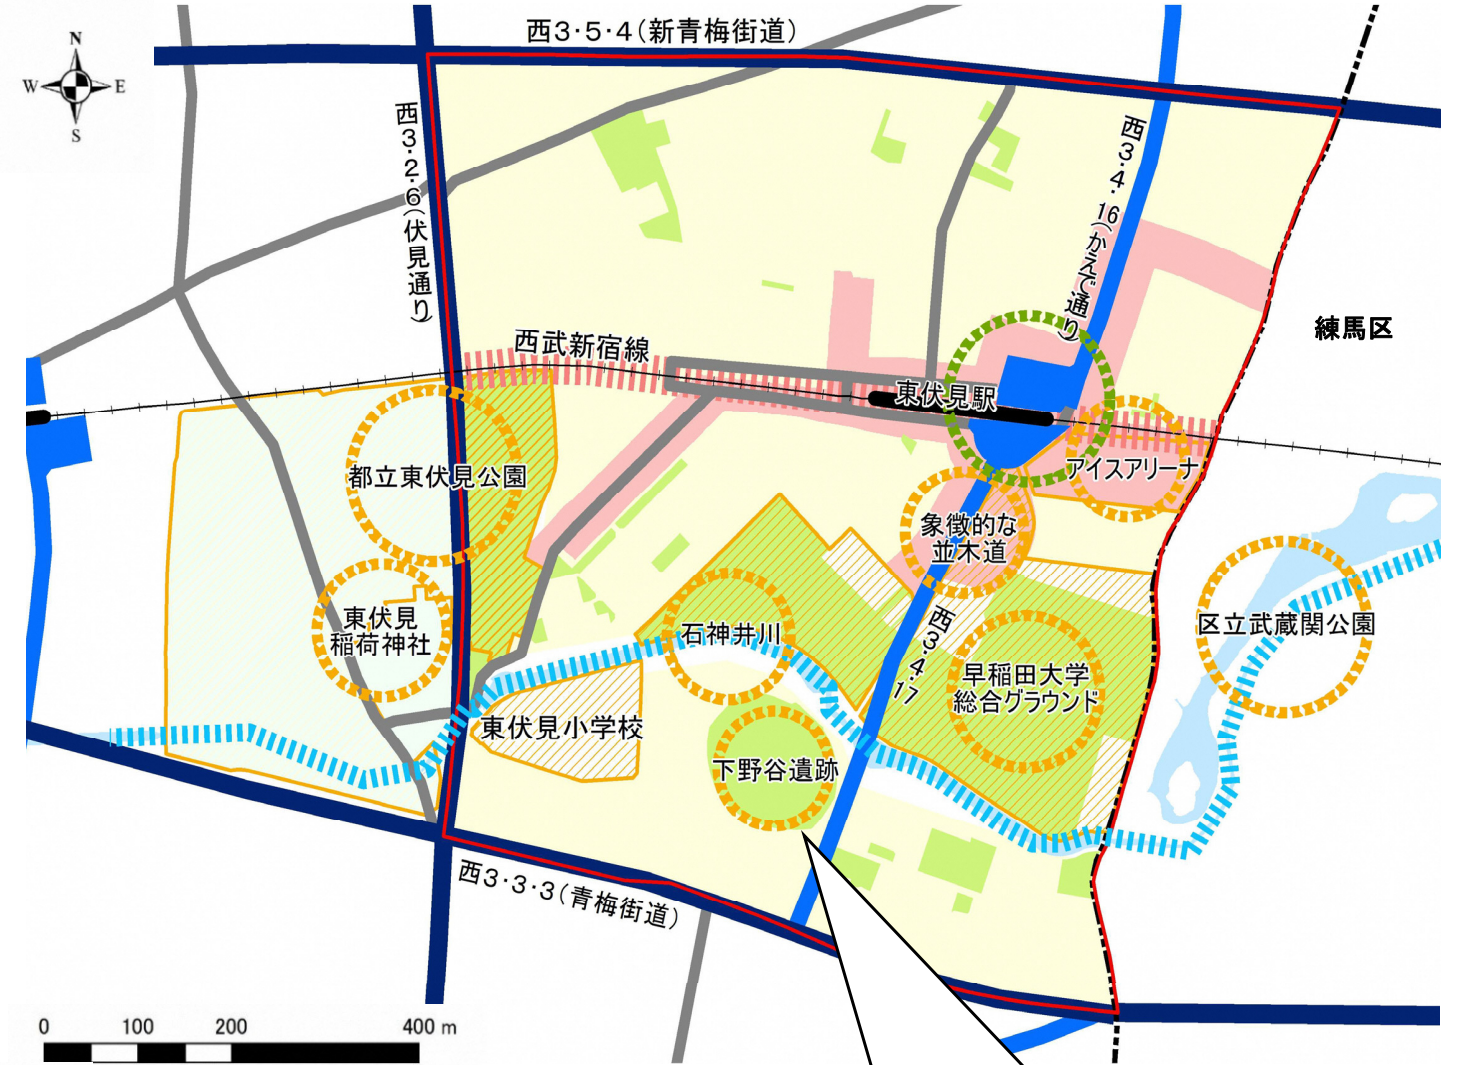 西3・5・4(新青梅街道)
N
W
E
S
西3・2・6(伏見通り)
西3・4・16(かえで通り)
練馬区
西武新宿線
東伏見駅
都立東伏見公園
アイスアリーナ
象徴的な
並木道
東伏見
稲荷神社
石神井川
西3・4・17
早稲田大学
総合グラウンド
区立武蔵関公園
東伏見小学校
下野谷遺跡
西3・3・3(青梅街道)
0 100 200 400 m